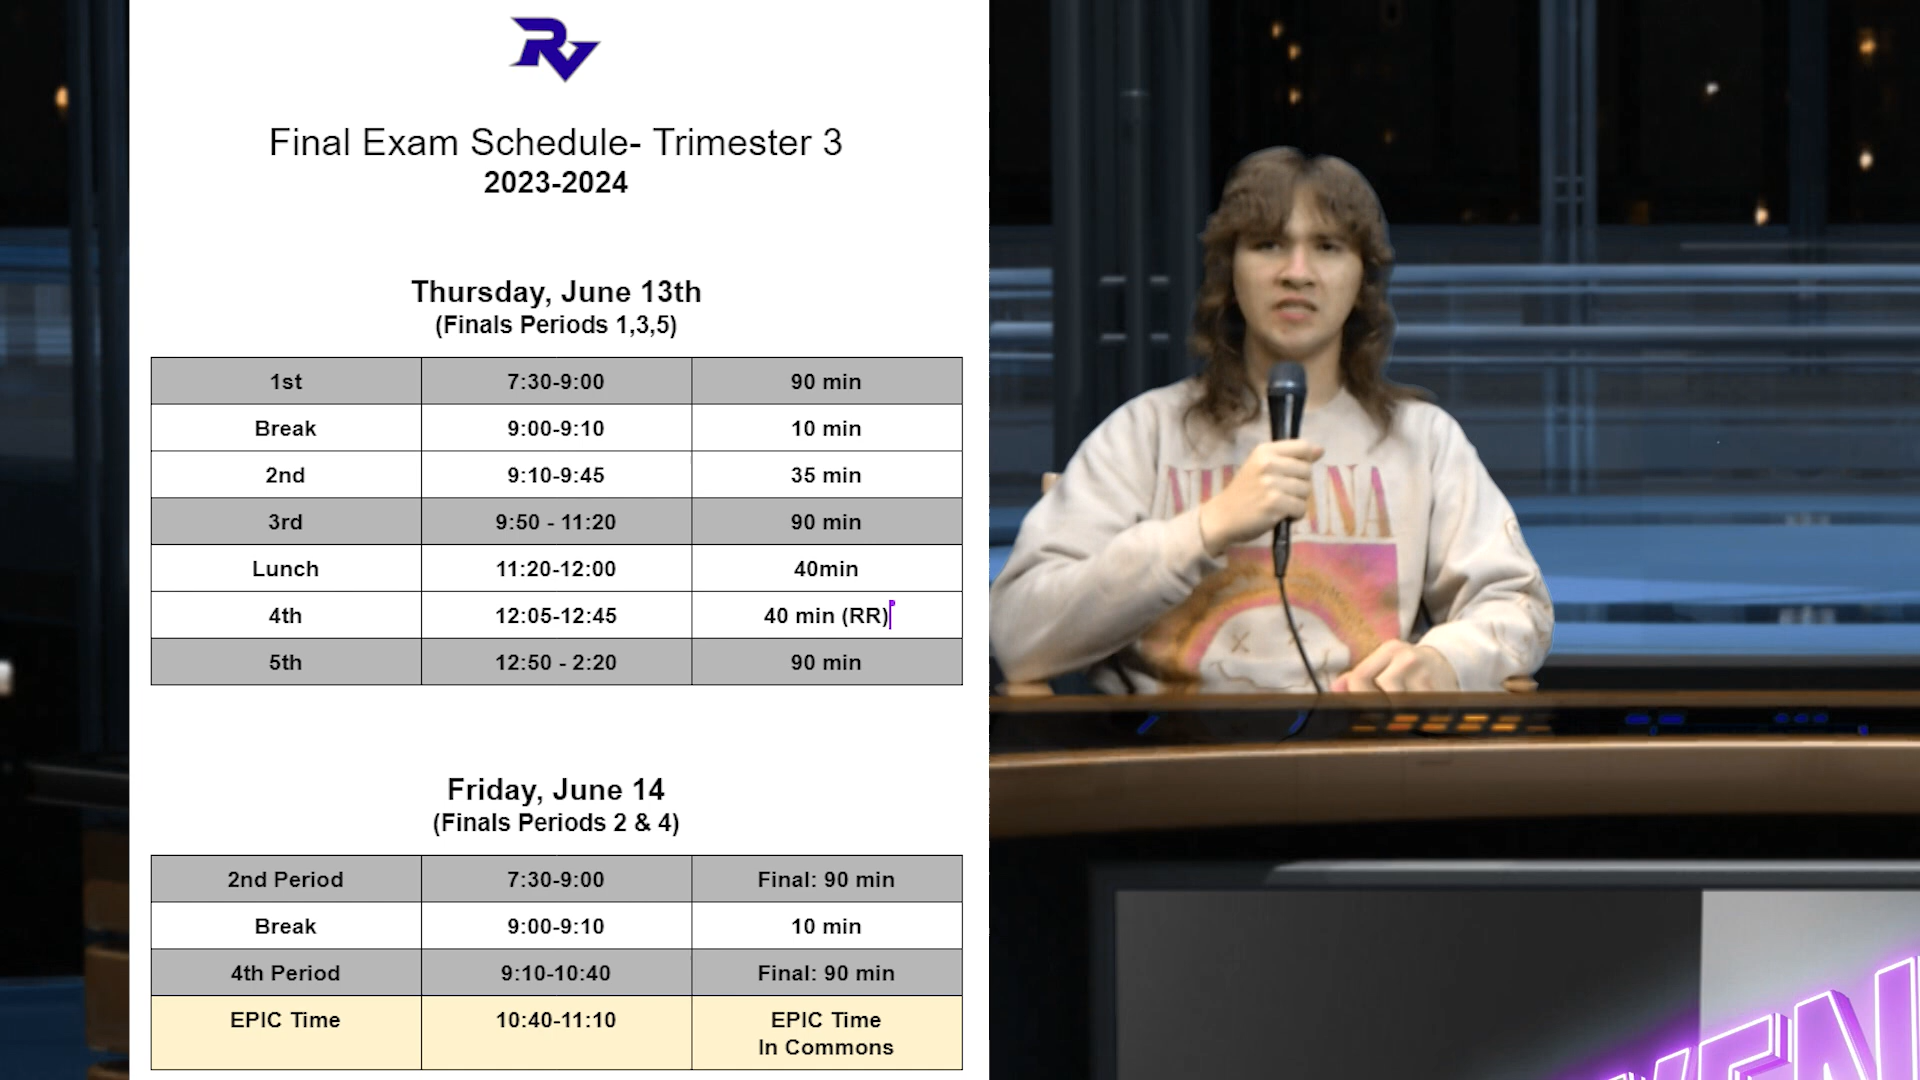 RV
Final Exam Schedule- Trimester 3
2023-2024
Thursday, June 13th
(Finals Periods 1,3,5)
1st 7:30-9:00 90 min
Break 9:00-9:10 10 min
2nd 9:10-9:45 35 min
3rd 9:50 - 11:20 90 min
Lunch 11:20-12:00 40min
4th 12:05-12:45 40 min (RR)
5th 12:50 - 2:20 90 min
Friday, June 14
(Finals Periods 2 & 4)
2nd Period 7:30-9:00 Final: 90 min
Break 9:00-9:10 10 min
4th Period 9:10-10:40 Final: 90 min
EPIC Time 10:40-11:10 EPIC Time
In Commons